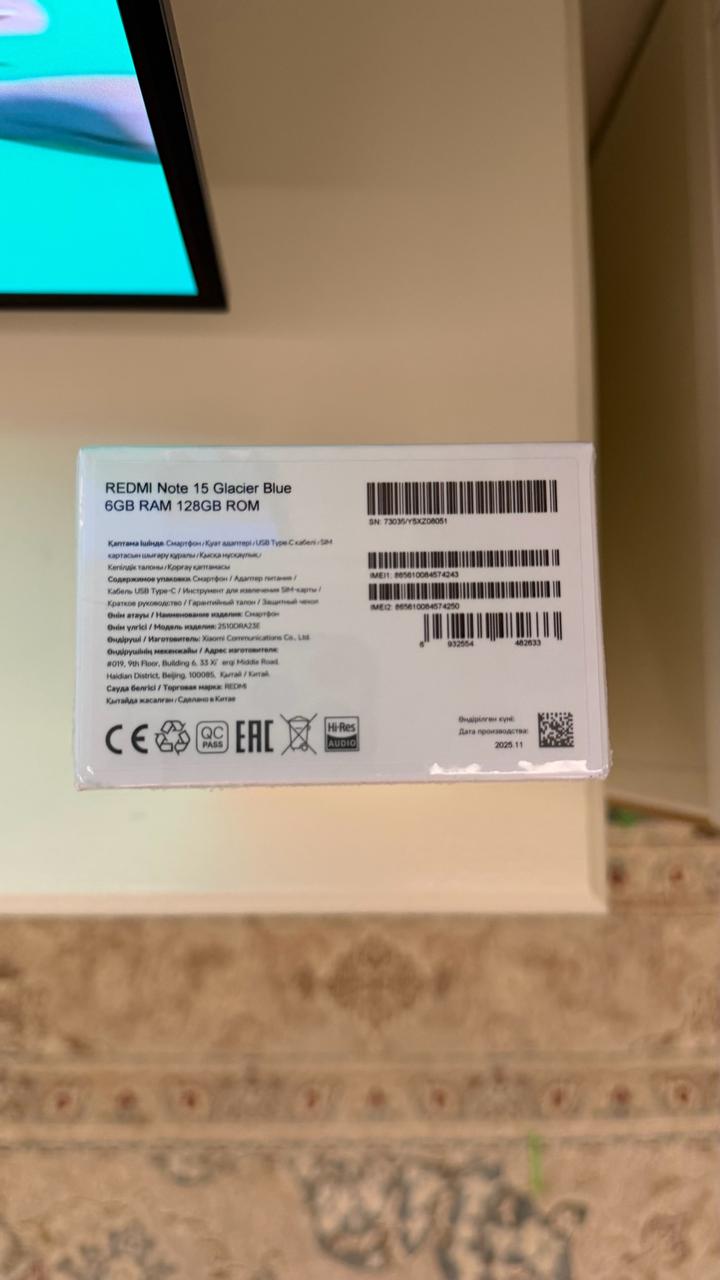 REDMI Note 15 Glacier Blue
6GB RAM 128GB ROM
Қаптама ішінде: Смартфон / Қуат адаптері / USB Type-C кабелі / SIM
картасын шығару құралы / Қысқа нұсқаулық /
Кепілдік талоны / Қорғау қаптамасы
Содержимое упаковки: Смартфон / Адаптер питания /
Кабель USB Type-C / Инструмент для извлечения SIM-карты /
Краткое руководство / Гарантийный талон / Защитный чехол
Өнім атауы / Наименование изделия: Смартфон
Өнім үлгісі / Модель изделия: 2510DRA23E
Өндіруші / Изготовитель: Xiaomi Communications Co., Ltd.
Өндірушінің мекенжайы / Адрес изготовителя:
#019, 9th Floor, Building 6, 33 Xi'erqi Middle Road,
Haidian District, Beijing, 100085, Қытай / Китай.
Сауда белгісі / Торговая марка: REDMI
Қытайда жасалған / Сделано в Китае
SN: 73035/Y5XZ08051
IMEI1: 865610084574243
IMEI2: 865610084574250
6 932554 482633
CE
QC
PASS
EAC
Hi-Res
AUDIO
Өндірілген күні:
Дата производства:
2025.11